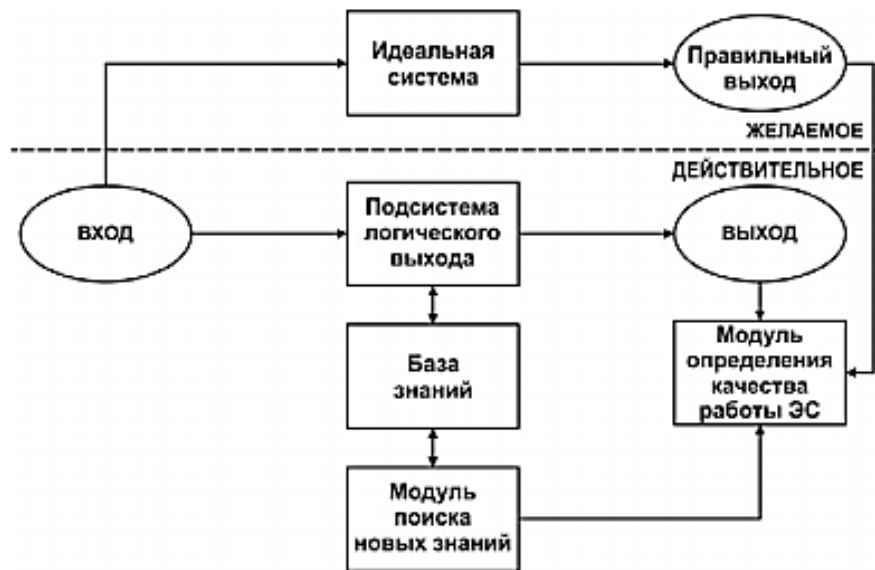 Идеальная
система
Правильный
выход
ЖЕЛАЕМОЕ
ДЕЙСТВИТЕЛЬНОЕ
ВХОД
Подсистема
логического
выхода
ВЫХОД
База
знаний
Модуль
определения
качества
работы ЭС
Модуль
поиска
новых знаний